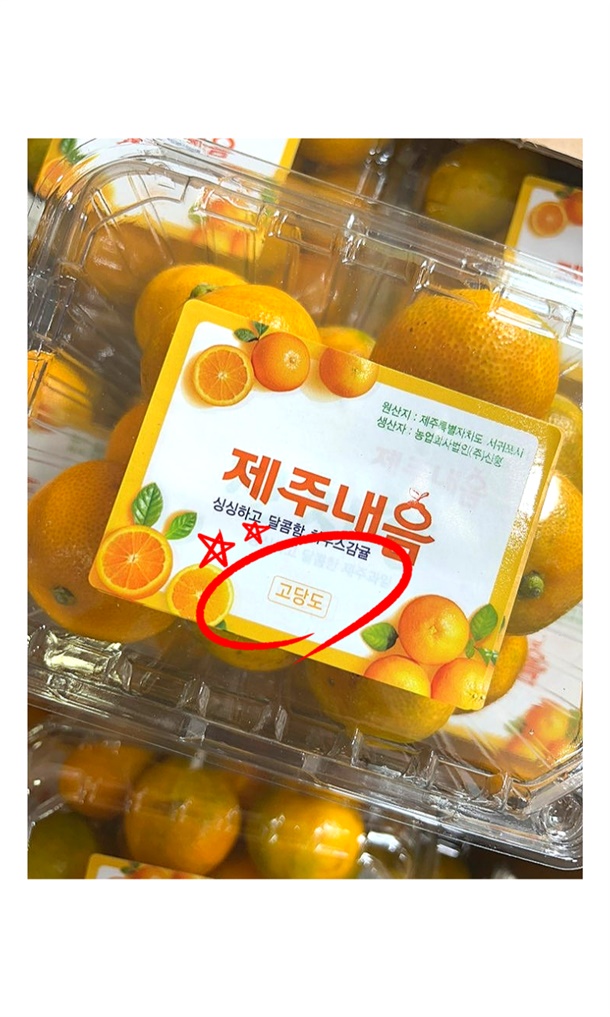 원산지 : 제주특별자치도 서귀포시
생산자 : 농업회사법인(주)신형
제주내음
싱싱하고 달콤함 하우스감귤
고당도